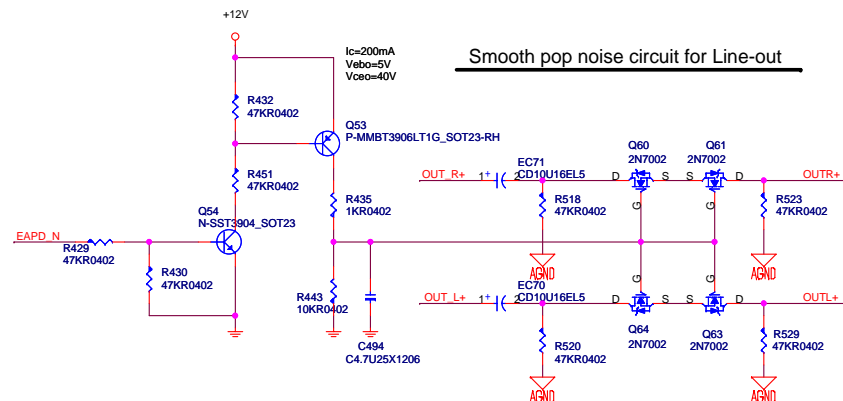 +12V
Ic=200mA
Vebo=5V
Vceo=40V
Smooth pop noise circuit for Line-out
R432
47KR0402
Q53
P-MMBT3906LT1G_SOT23-RH
R451
47KR0402
Q54
N-SST3904_SOT23
R435
1KR0402
EAPD_N
R429
47KR0402
R430
47KR0402
R443
10KR0402
C494
C4.7U25X1206
EC71
CD10U16EL5
OUT_R+
1
+
2
R518
47KR0402
AGND
Q60
2N7002
D
S
G
Q61
2N7002
S
D
G
OUTR+
R523
47KR0402
AGND
EC70
CD10U16EL5
OUT_L+
1
+
2
R520
47KR0402
AGND
G
D
S
Q64
2N7002
G
S
D
Q63
2N7002
OUTL+
R529
47KR0402
AGND